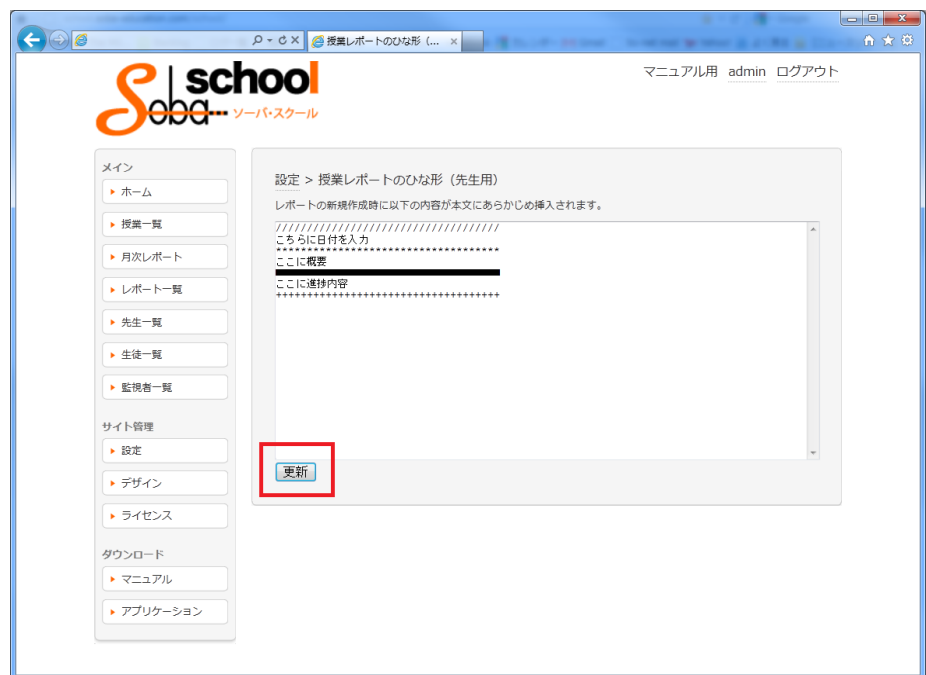 授業レポートのひな形 (...
マニュアル用 admin ログアウト
Soba school
ソーバ・スクール
メイン
ホーム
授業一覧
月次レポート
レポート一覧
先生一覧
生徒一覧
監視者一覧
サイト管理
設定
デザイン
ライセンス
ダウンロード
マニュアル
アプリケーション
設定 > 授業レポートのひな形（先生用）
レポートの新規作成時に以下の内容が本文にあらかじめ挿入されます。
////////////////////////////////////
こちらに日付を入力
************************************
ここに概要
ここに進捗内容
++++++++++++++++++++++++++++++++++++
更新